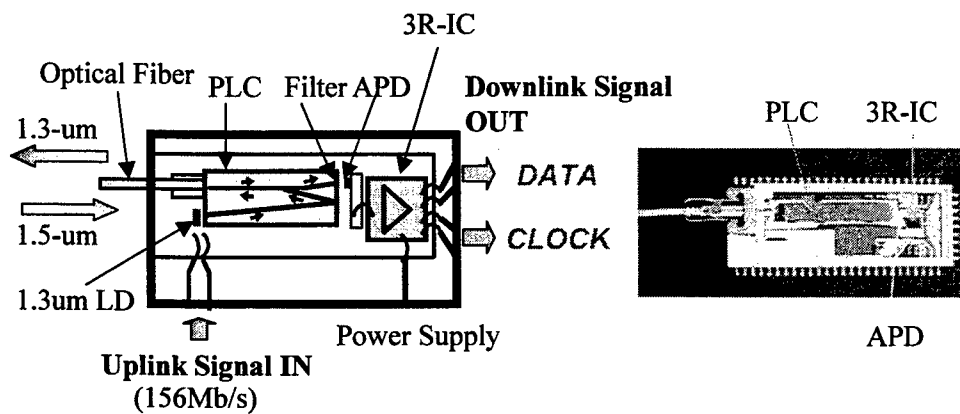 3R-IC
Optical Fiber
PLC
Filter APD
Downlink Signal
OUT
1.3-um
DATA
1.5-um
CLOCK
1.3um LD
Power Supply
Uplink Signal IN
(156Mb/s)
PLC
3R-IC
APD